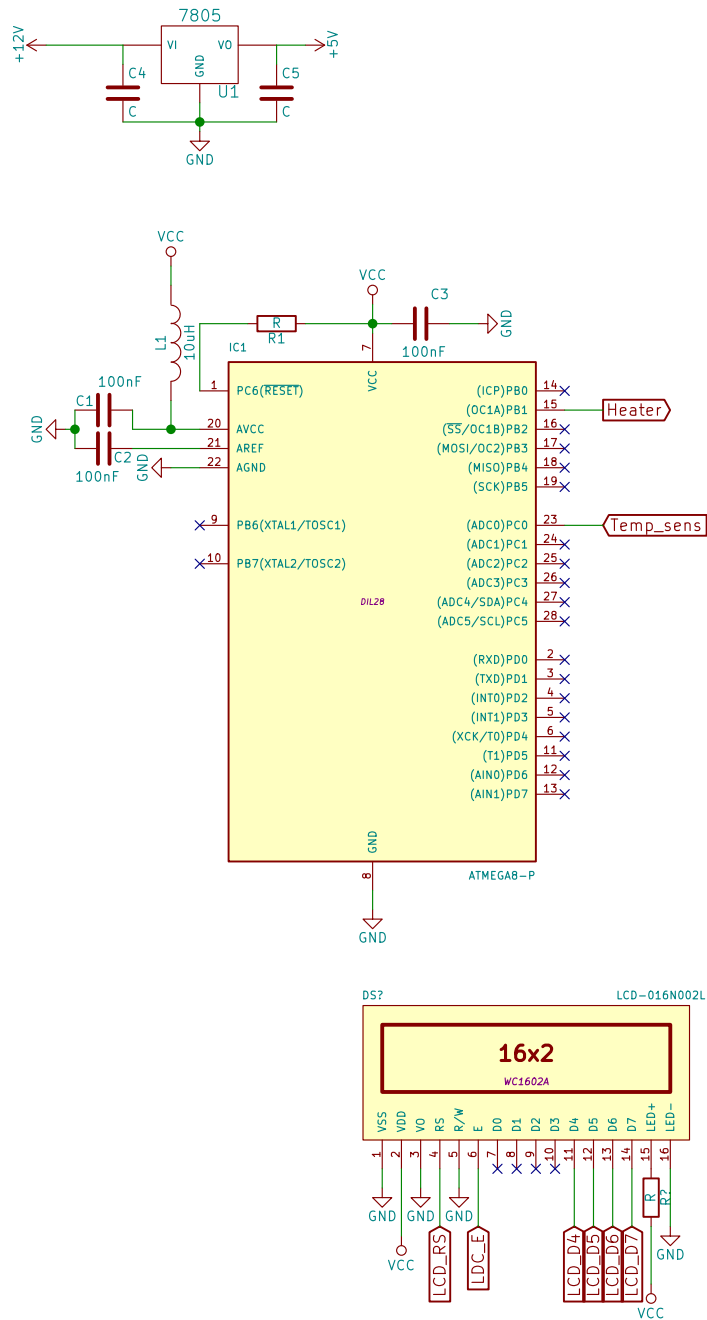 7805
+12V
VI
VO
GND
+5V
C4
C
U1
C5
C
GND
VCC
L1
10uH
VCC
C3
100nF
GND
R
R1
IC1
7
VCC
100nF
C1
GND
C2
100nF
GND
1 PC6(RESET)
20 AVCC
21 AREF
22 AGND
9 PB6(XTAL1/TOSC1)
10 PB7(XTAL2/TOSC2)
DIL28
(ICP)PB0 14
(OC1A)PB1 15 Heater
(SS/OC1B)PB2 16
(MOSI/OC2)PB3 17
(MISO)PB4 18
(SCK)PB5 19
(ADC0)PC0 23 Temp_sens
(ADC1)PC1 24
(ADC2)PC2 25
(ADC3)PC3 26
(ADC4/SDA)PC4 27
(ADC5/SCL)PC5 28
(RXD)PD0 2
(TXD)PD1 3
(INT0)PD2 4
(INT1)PD3 5
(XCK/T0)PD4 6
(T1)PD5 11
(AIN0)PD6 12
(AIN1)PD7 13
GND
8
ATMEGA8-P
GND
DS?
LCD-016N002L
16x2
WC1602A
VSS VDD VO RS R/W E D0 D1 D2 D3 D4 D5 D6 D7 LED+ LED-
1 2 3 4 5 6 7 8 9 10 11 12 13 14 15 16
R
R?
GND
GND
GND
GND
VCC
LCD_RS
LDC_E
LCD_D4
LCD_D5
LCD_D6
LCD_D7
VCC